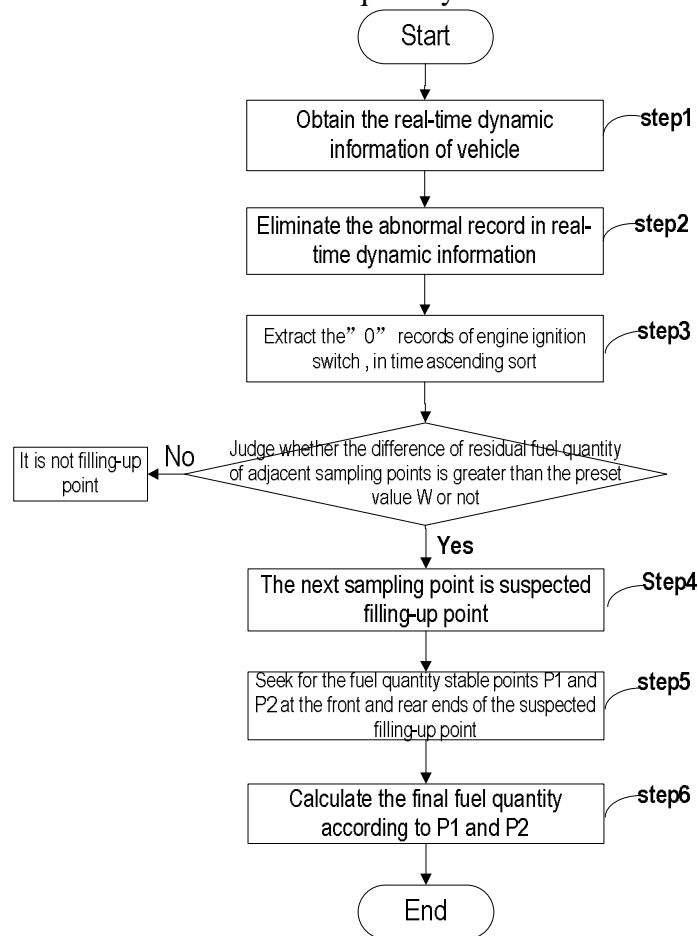 Start
Obtain the real-time dynamic
information of vehicle
step1
Eliminate the abnormal record in real-
time dynamic information
step2
Extract the” 0” records of engine ignition
switch , in time ascending sort
step3
Judge whether the difference of residual fuel quantity
of adjacent sampling points is greater than the preset
value W or not
No
It is not filling-up
point
Yes
The next sampling point is suspected
filling-up point
Step4
Seek for the fuel quantity stable points P1 and
P2 at the front and rear ends of the suspected
filling-up point
step5
Calculate the final fuel quantity
according to P1 and P2
step6
End